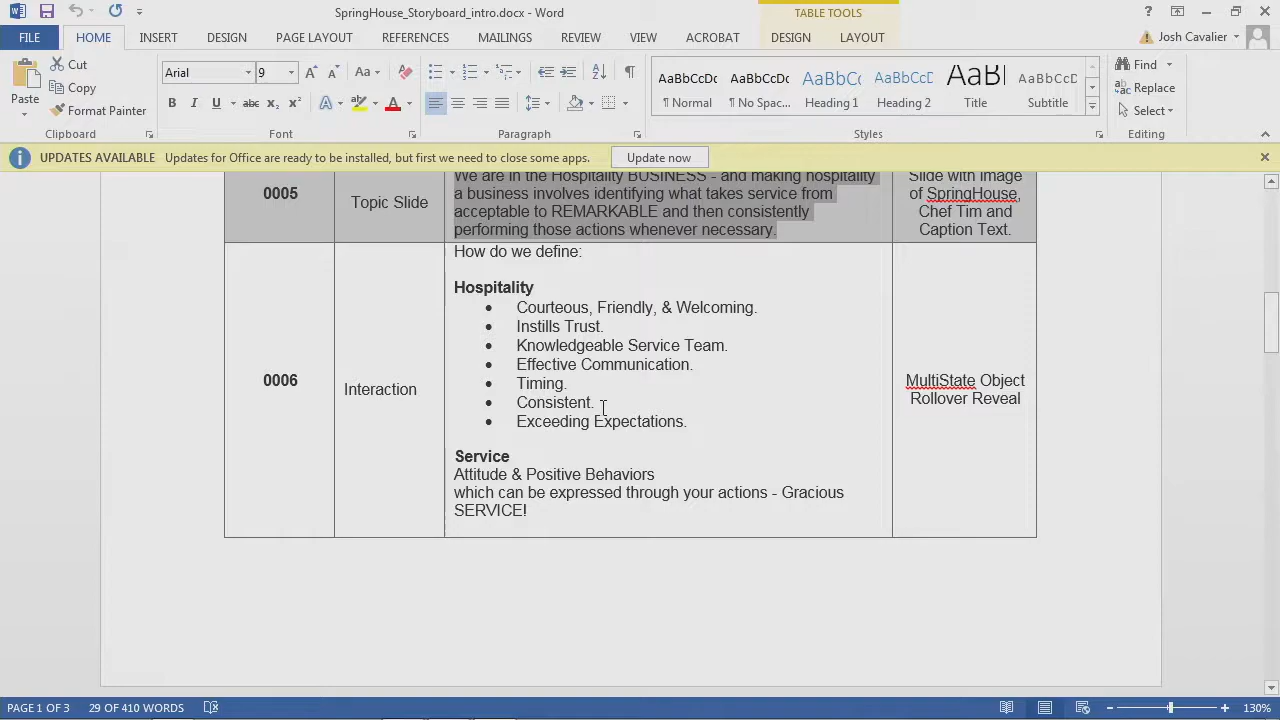 SpringHouse_Storyboard_intro.docx - Word
TABLE TOOLS
FILE
HOME
INSERT
DESIGN
PAGE LAYOUT
REFERENCES
MAILINGS
REVIEW
VIEW
ACROBAT
DESIGN
LAYOUT
Josh Cavalier
Paste
Cut
Copy
Format Painter
Clipboard
Arial
9
Font
Paragraph
AaBbCcDc
¶ Normal
AaBbCcDc
¶ No Spac...
AaBbCc
Heading 1
AaBbCcD
Heading 2
AaB
Title
AaBbCcD
Subtitle
Styles
Find
Replace
Select
Editing
UPDATES AVAILABLE Updates for Office are ready to be installed, but first we need to close some apps.
Update now
0005
Topic Slide
We are in the Hospitality BUSINESS - and making hospitality
a business involves identifying what takes service from
acceptable to REMARKABLE and then consistently
performing those actions whenever necessary.
Slide with image
of SpringHouse,
Chef Tim and
Caption Text.
0006
Interaction
How do we define:
Hospitality
• Courteous, Friendly, & Welcoming.
• Instills Trust.
• Knowledgeable Service Team.
• Effective Communication.
• Timing.
• Consistent.
• Exceeding Expectations.
Service
Attitude & Positive Behaviors
which can be expressed through your actions - Gracious
SERVICE!
MultiState Object
Rollover Reveal
PAGE 1 OF 3
29 OF 410 WORDS
130%